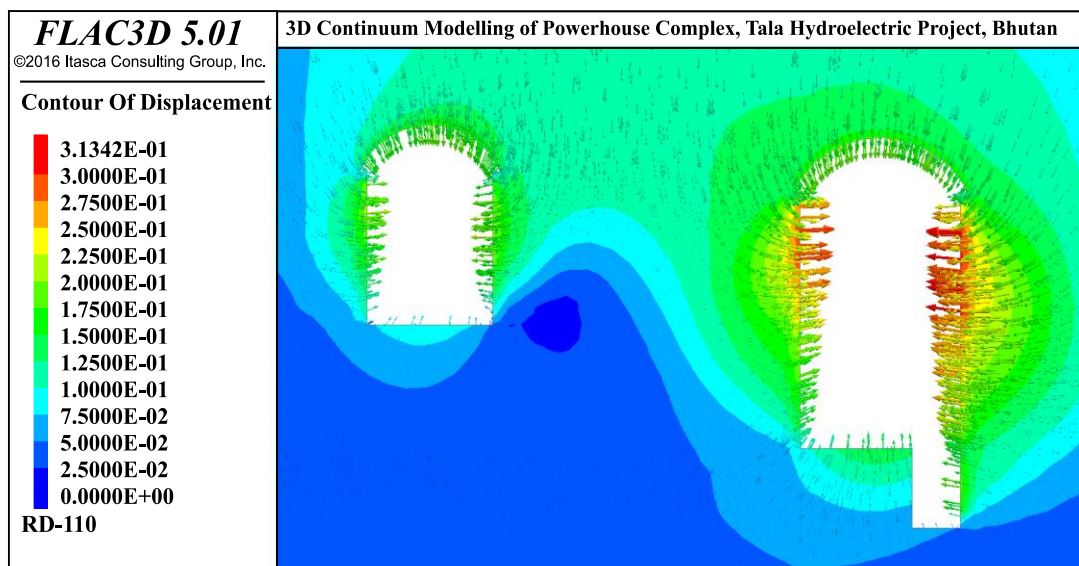 FLAC3D 5.01
©2016 Itasca Consulting Group, Inc.
3D Continuum Modelling of Powerhouse Complex, Tala Hydroelectric Project, Bhutan
Contour Of Displacement
3.1342E-01
3.0000E-01
2.7500E-01
2.5000E-01
2.2500E-01
2.0000E-01
1.7500E-01
1.5000E-01
1.2500E-01
1.0000E-01
7.5000E-02
5.0000E-02
2.5000E-02
0.0000E+00
RD-110